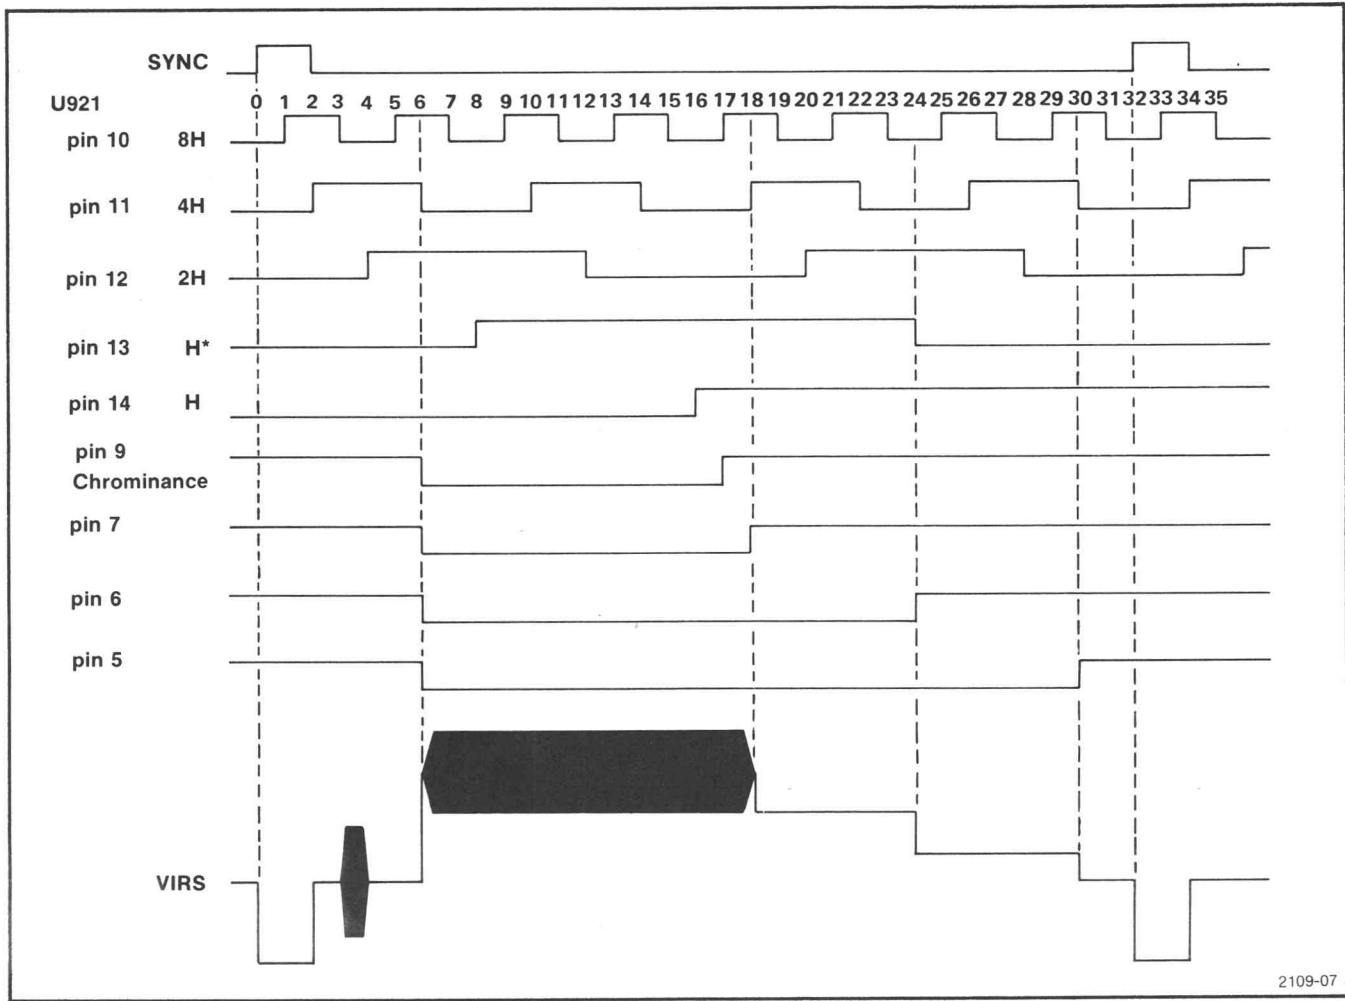 SYNC
U921 0 1 2 3 4 5 6 7 8 9 10 11 12 13 14 15 16 17 18 19 20 21 22 23 24 25 26 27 28 29 30 31 32 33 34 35
pin 10 8H
pin 11 4H
pin 12 2H
pin 13 H*
pin 14 H
pin 9
Chrominance
pin 7
pin 6
pin 5
VIRS
2109-07